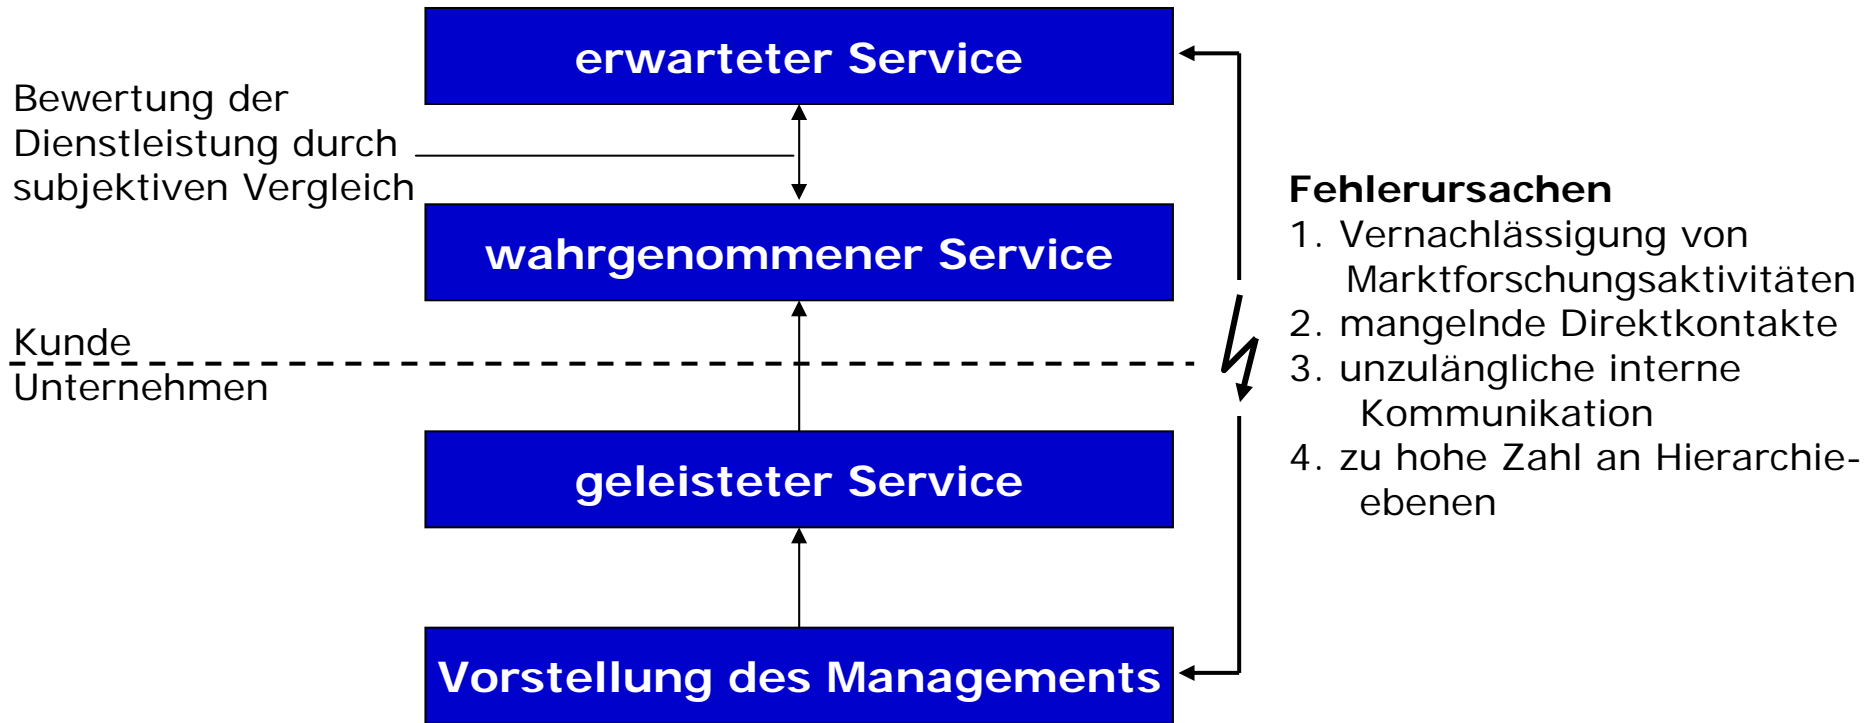 erwarteter Service
Bewertung der
Dienstleistung durch
subjektiven Vergleich
wahrgenommener Service
Kunde
Unternehmen
geleisteter Service
Vorstellung des Managements
Fehlerursachen
1. Vernachlässigung von
Marktforschungsaktivitäten
2. mangelnde Direktkontakte
3. unzulängliche interne
Kommunikation
4. zu hohe Zahl an Hierarchie-
ebenen